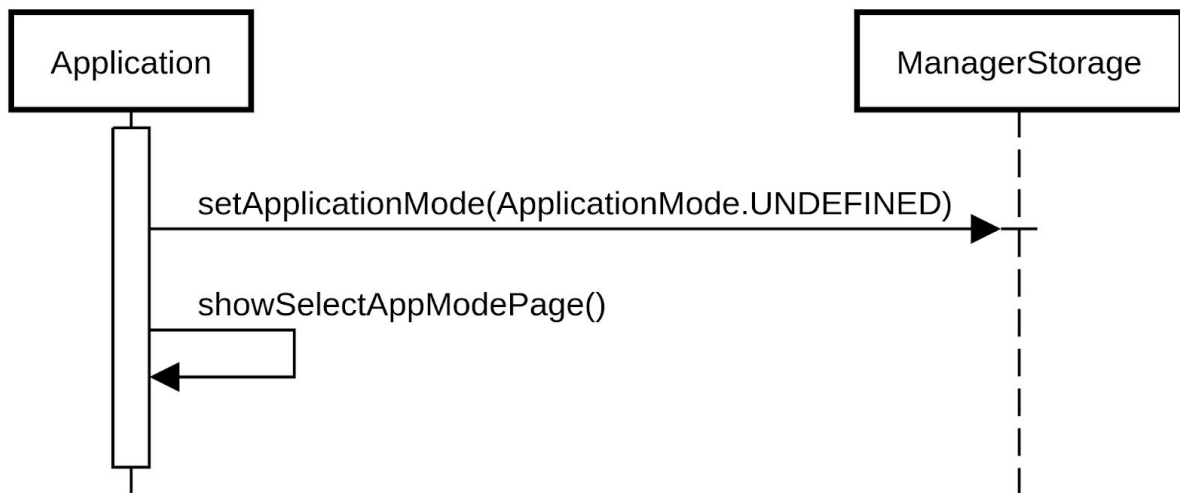 Application
ManagerStorage
setApplicationMode(ApplicationMode.UNDEFINED)
showSelectAppModePage()